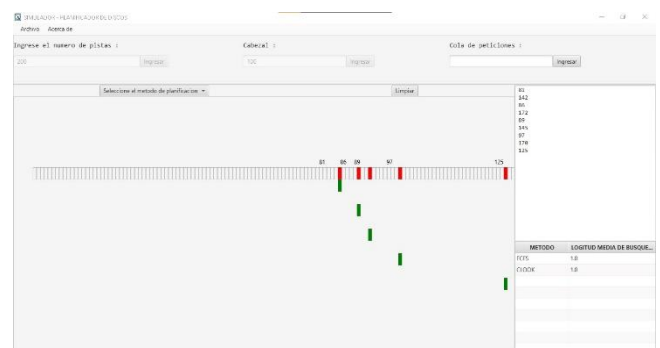 SIMULADOR - PLANIFICADOR DE DISCOS
Archivo Acerca de
Ingrese el numero de pistas :
Cabezal :
Cola de peticiones :
200
Ingresar
100
Ingresar
Ingresar
Seleccione el metodo de planificacion
Limpiar
81
142
86
172
89
145
97
170
125
81 86 89 97 125
METODO
LOGITUD MEDIA DE BUSQUE...
FCFS
1.8
CLOOK
1.8